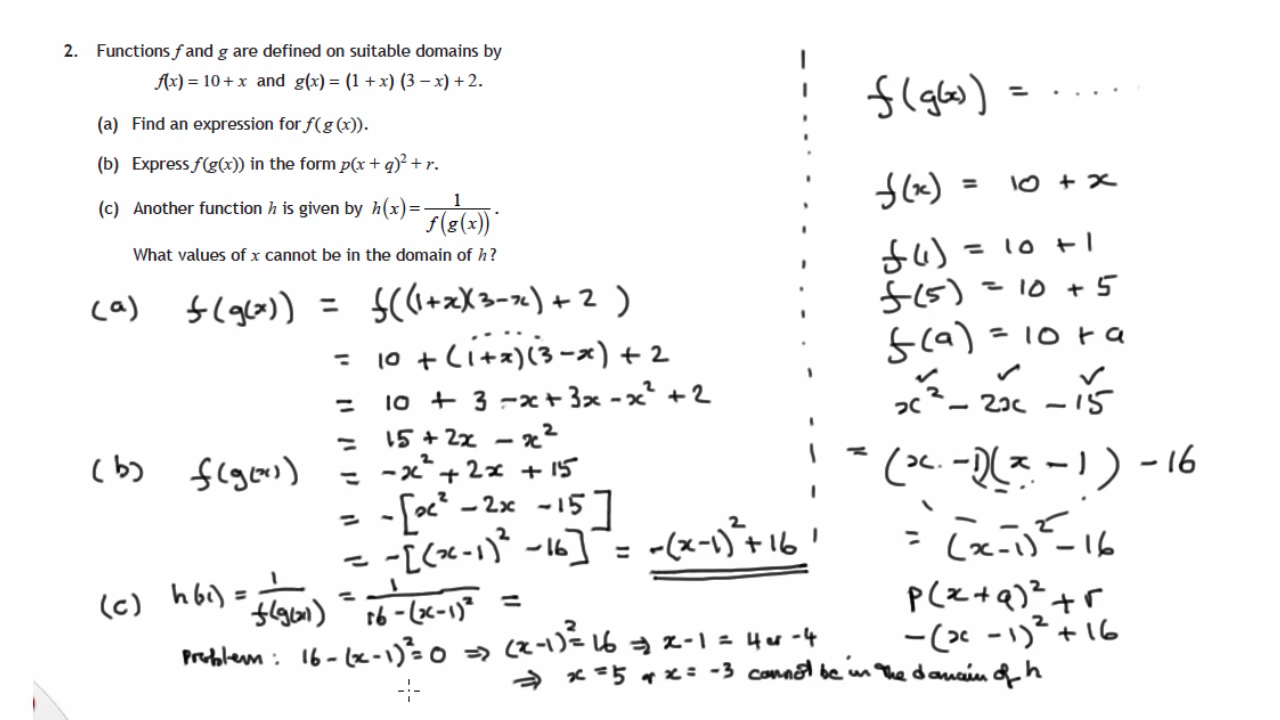 2. Functions f and g are defined on suitable domains by
f(x) = 10 + x and g(x) = (1 + x) (3 − x) + 2.
(a) Find an expression for f(g(x)).
(b) Express f(g(x)) in the form p(x + q)² + r.
(c) Another function h is given by h(x) = 1/f(g(x)).
What values of x cannot be in the domain of h?
(a) f(g(x)) = f((1+x)(3−x) + 2)
= 10 + (1+x)(3−x) + 2
= 10 + 3 −x + 3x − x² + 2
= 15 + 2x − x²
(b) f(g(x)) = −x² + 2x + 15
= −[x² − 2x − 15]
= −[(x−1)² − 16] = −(x−1)² + 16
(c) h(x) = 1/f(g(x)) = 1/16−(x−1)² =
Problem: 16 − (x−1)² = 0 ⇒ (x−1)² = 16 ⇒ x−1 = 4 or −4
⇒ x = 5 or x = −3 cannot be in the domain of h
f(g(x)) = .....
f(x) = 10 + x
f(1) = 10 + 1
f(5) = 10 + 5
f(a) = 10 + a
✓ ✓ ✓
x² − 2x − 15
= (x −1)(x − 1) − 16
= (x−1)² − 16
p(x+q)² + r
−(x − 1)² + 16